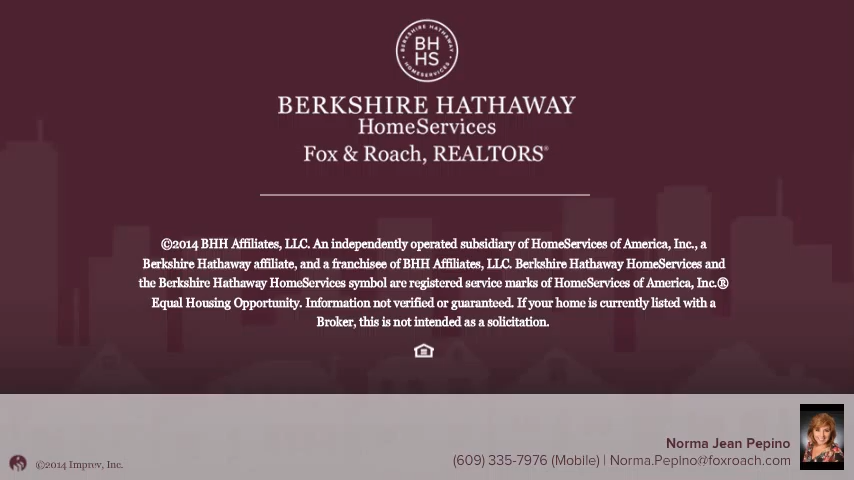 BERKSHIRE HATHAWAY
BH
HS
HOMESERVICES
BERKSHIRE HATHAWAY
HomeServices
Fox & Roach, REALTORS®
©2014 BHH Affiliates, LLC. An independently operated subsidiary of HomeServices of America, Inc., a
Berkshire Hathaway affiliate, and a franchisee of BHH Affiliates, LLC. Berkshire Hathaway HomeServices and
the Berkshire Hathaway HomeServices symbol are registered service marks of HomeServices of America, Inc.®
Equal Housing Opportunity. Information not verified or guaranteed. If your home is currently listed with a
Broker, this is not intended as a solicitation.
Norma Jean Pepino
(609) 335-7976 (Mobile) | Norma.Pepino@foxroach.com
©2014 Imprev, Inc.